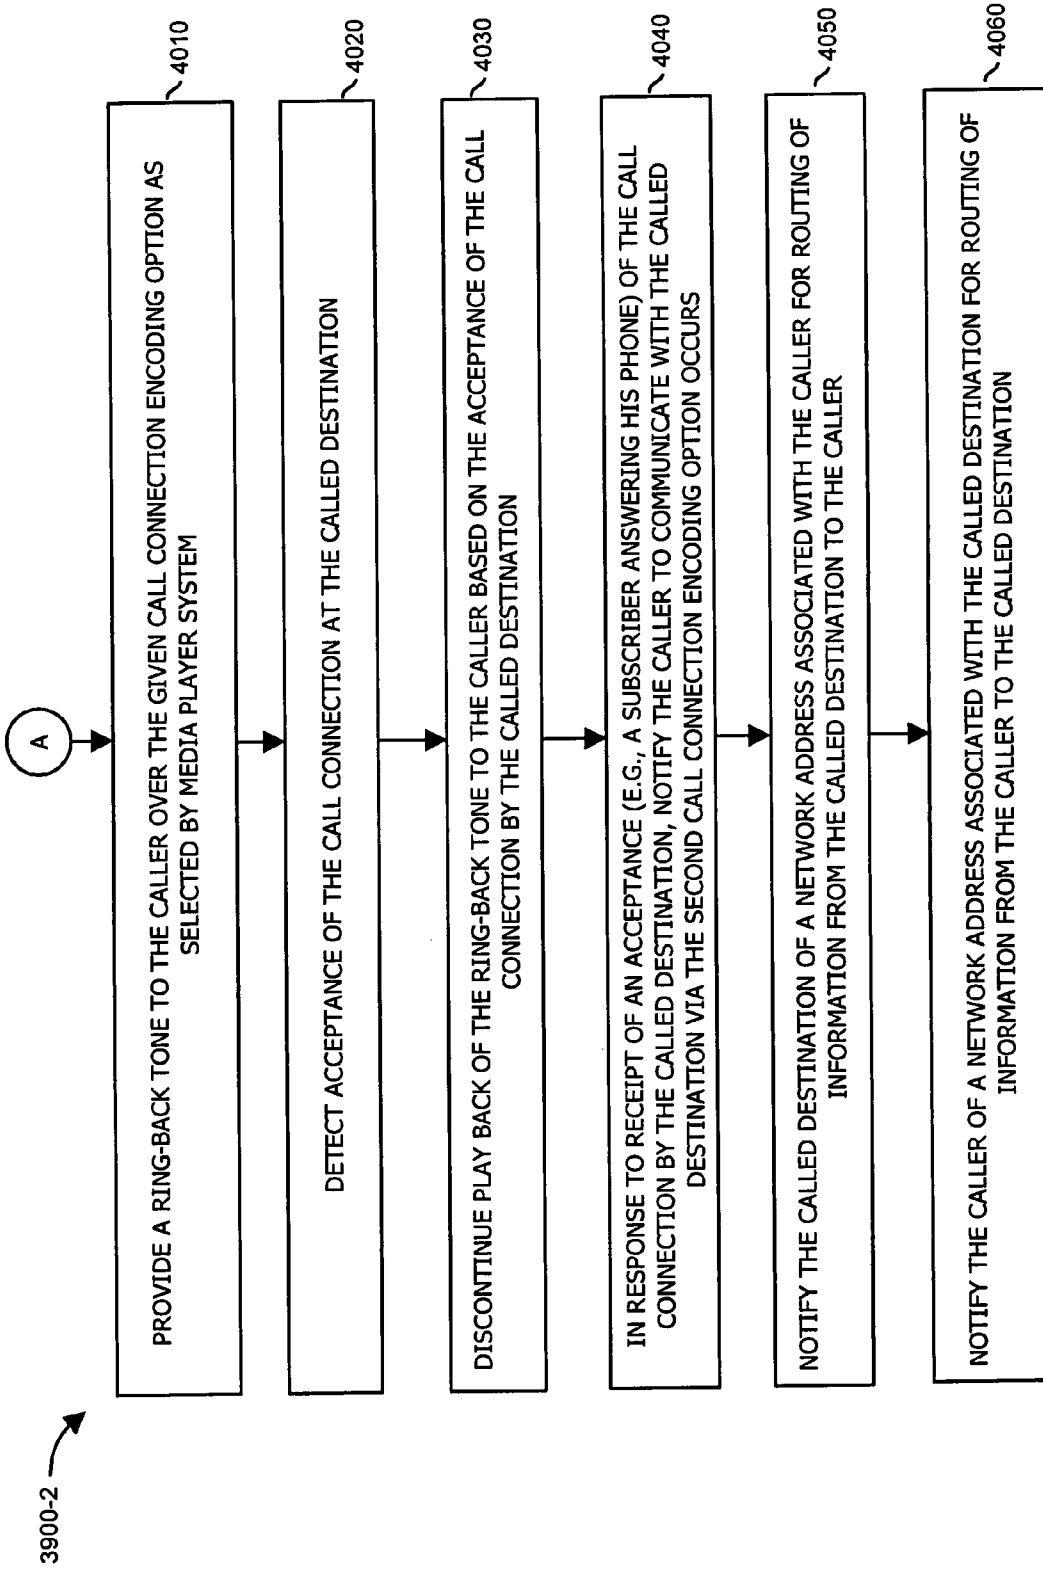 3900-2
A
4010
PROVIDE A RING-BACK TONE TO THE CALLER OVER THE GIVEN CALL CONNECTION ENCODING OPTION AS
SELECTED BY MEDIA PLAYER SYSTEM
4020
DETECT ACCEPTANCE OF THE CALL CONNECTION AT THE CALLED DESTINATION
4030
DISCONTINUE PLAY BACK OF THE RING-BACK TONE TO THE CALLER BASED ON THE ACCEPTANCE OF THE CALL
CONNECTION BY THE CALLED DESTINATION
4040
IN RESPONSE TO RECEIPT OF AN ACCEPTANCE (E.G., A SUBSCRIBER ANSWERING HIS PHONE) OF THE CALL
CONNECTION BY THE CALLED DESTINATION, NOTIFY THE CALLER TO COMMUNICATE WITH THE CALLED
DESTINATION VIA THE SECOND CALL CONNECTION ENCODING OPTION OCCURS
4050
NOTIFY THE CALLED DESTINATION OF A NETWORK ADDRESS ASSOCIATED WITH THE CALLER FOR ROUTING OF
INFORMATION FROM THE CALLED DESTINATION TO THE CALLER
4060
NOTIFY THE CALLER OF A NETWORK ADDRESS ASSOCIATED WITH THE CALLED DESTINATION FOR ROUTING OF
INFORMATION FROM THE CALLER TO THE CALLED DESTINATION